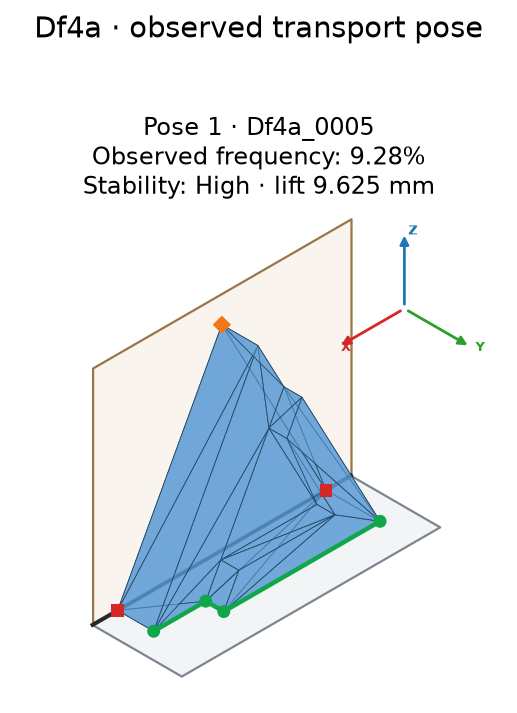 Df4a · observed transport pose
Pose 1 · Df4a_0005
Observed frequency: 9.28%
Stability: High · lift 9.625 mm
Z
X
Y